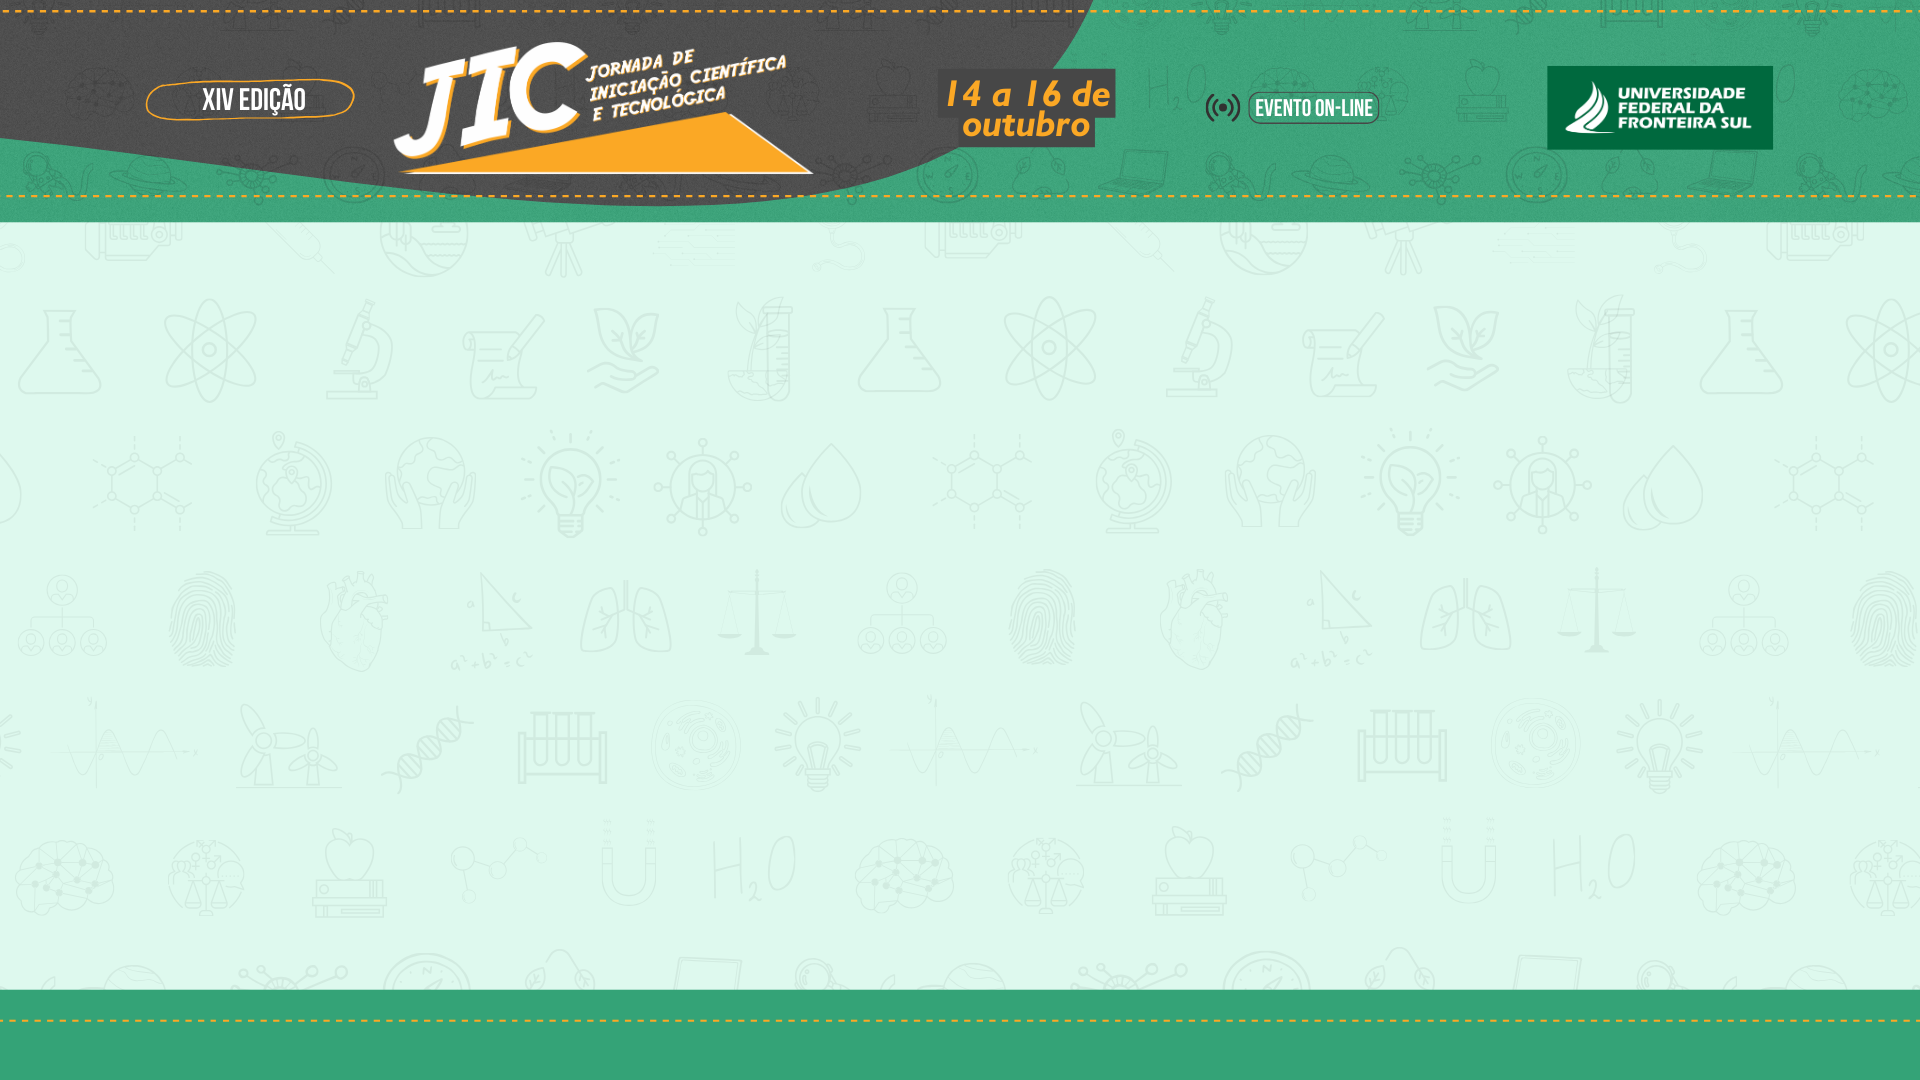 XIV EDIÇÃO
JIC
JORNADA DE
INICIAÇÃO CIENTÍFICA
E TECNOLÓGICA
14 a 16 de
outubro
EVENTO ON-LINE
UNIVERSIDADE
FEDERAL DA
FRONTEIRA SUL